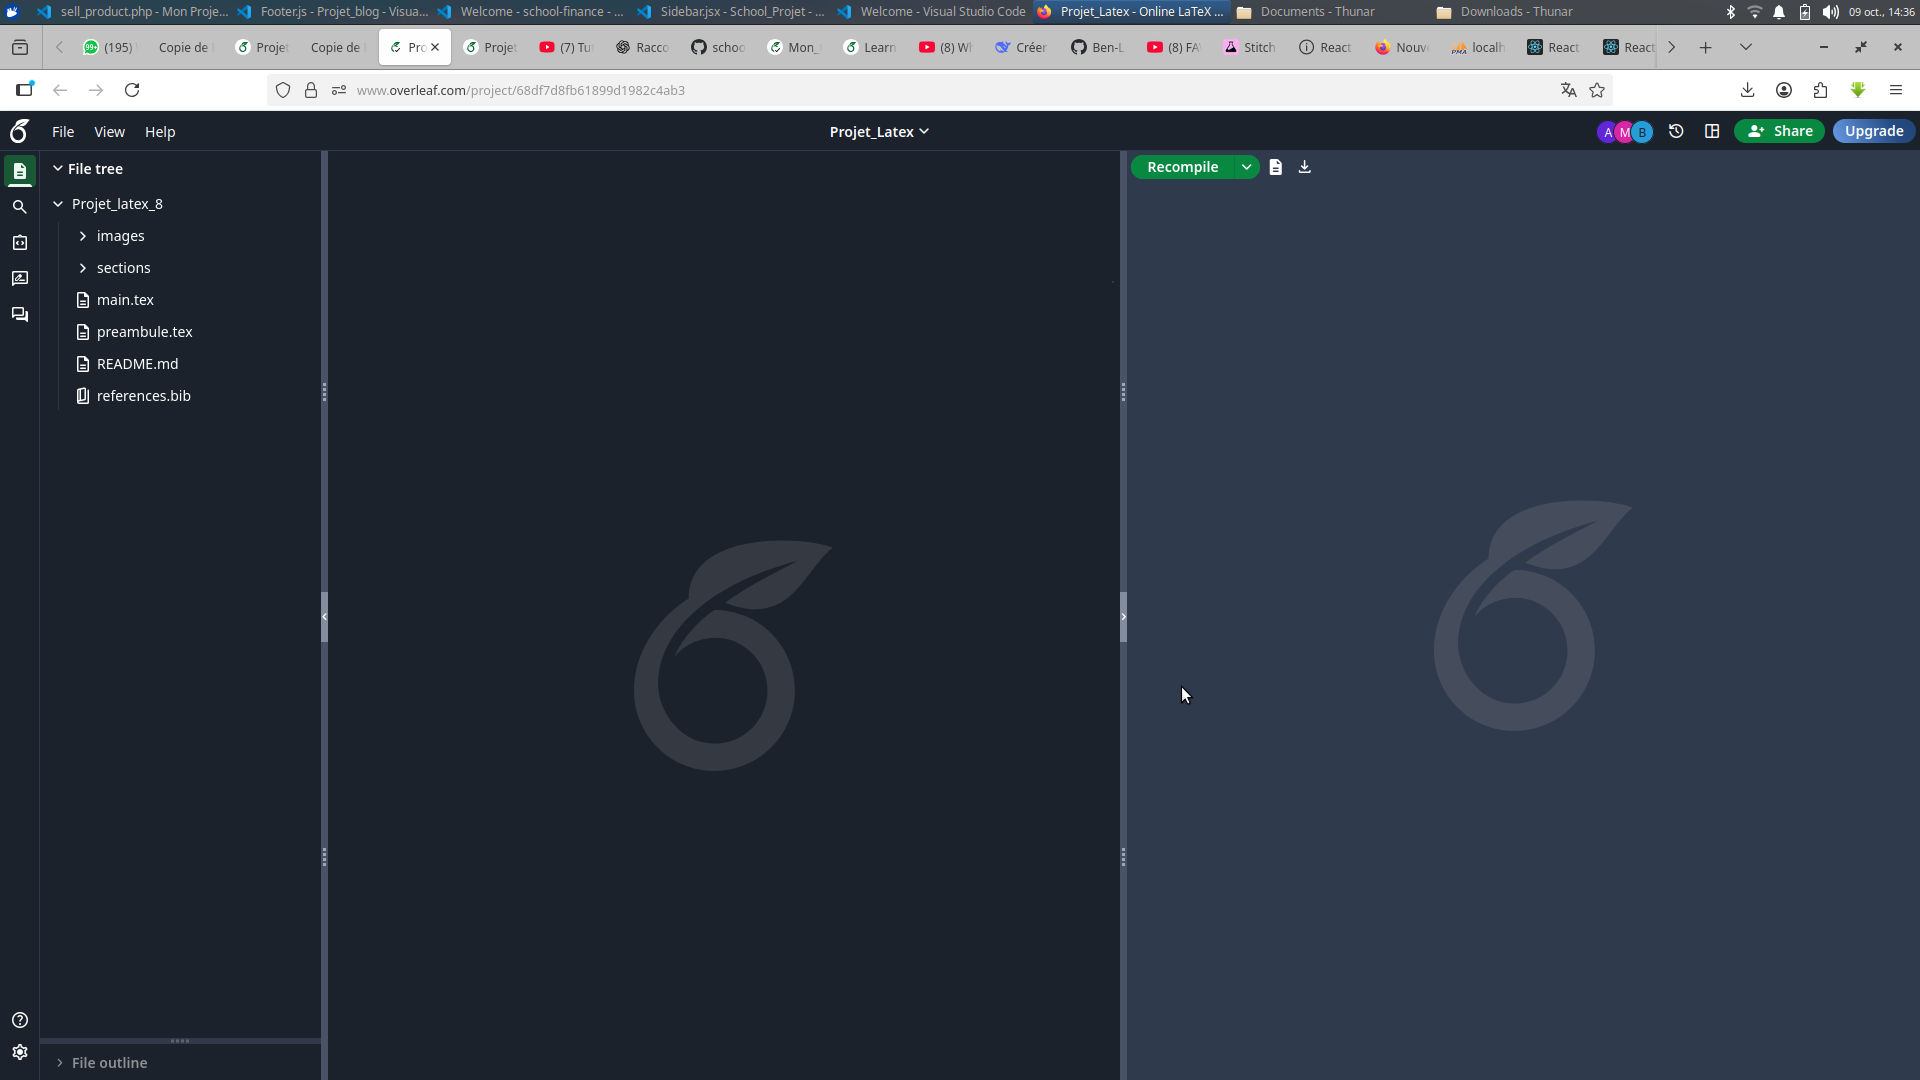 sell_product.php - Mon Proje... Footer.js - Projet_blog - Visua... Welcome - school-finance - ... Sidebar.jsx - School_Projet - ... Welcome - Visual Studio Code Projet_Latex - Online LaTeX ... Documents - Thunar Downloads - Thunar 09 oct., 14:36
99+ (195) Copie de Projet Copie de Pro Projet (7) Tu Racco schoo Mon_ Learn (8) Wh Créer Ben-L (8) FA Stitch React Nouv localh React React
www.overleaf.com/project/68df7d8fb61899d1982c4ab3
File View Help Projet_Latex A M B Share Upgrade
File tree Recompile
Projet_latex_8
images
sections
main.tex
preambule.tex
README.md
references.bib
File outline